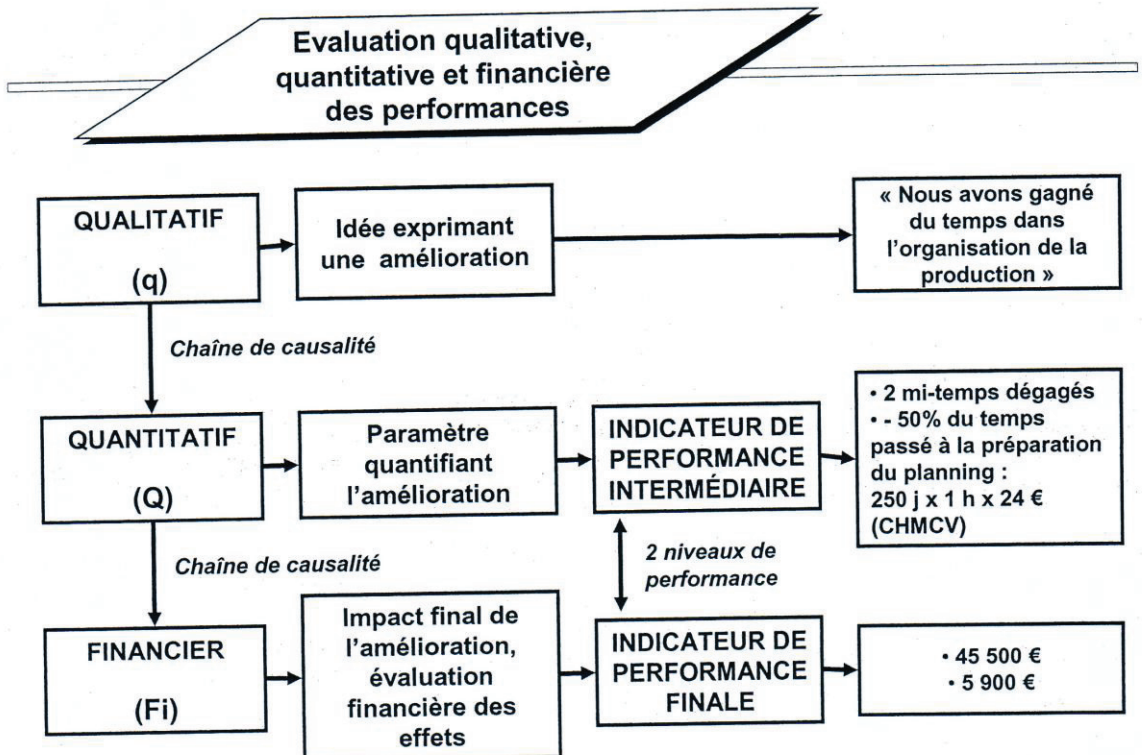 Evaluation qualitative,
quantitative et financière
des performances
QUALITATIF
(q)
Idée exprimant
une amélioration
« Nous avons gagné
du temps dans
l'organisation de la
production »
Chaîne de causalité
QUANTITATIF
(Q)
Paramètre
quantifiant
l'amélioration
INDICATEUR DE
PERFORMANCE
INTERMÉDIAIRE
• 2 mi-temps dégagés
• - 50% du temps
passé à la préparation
du planning :
250 j x 1 h x 24 €
(CHMCV)
Chaîne de causalité
2 niveaux de
performance
FINANCIER
(Fi)
Impact final de
l'amélioration,
évaluation
financière des
effets
INDICATEUR DE
PERFORMANCE
FINALE
• 45 500 €
• 5 900 €